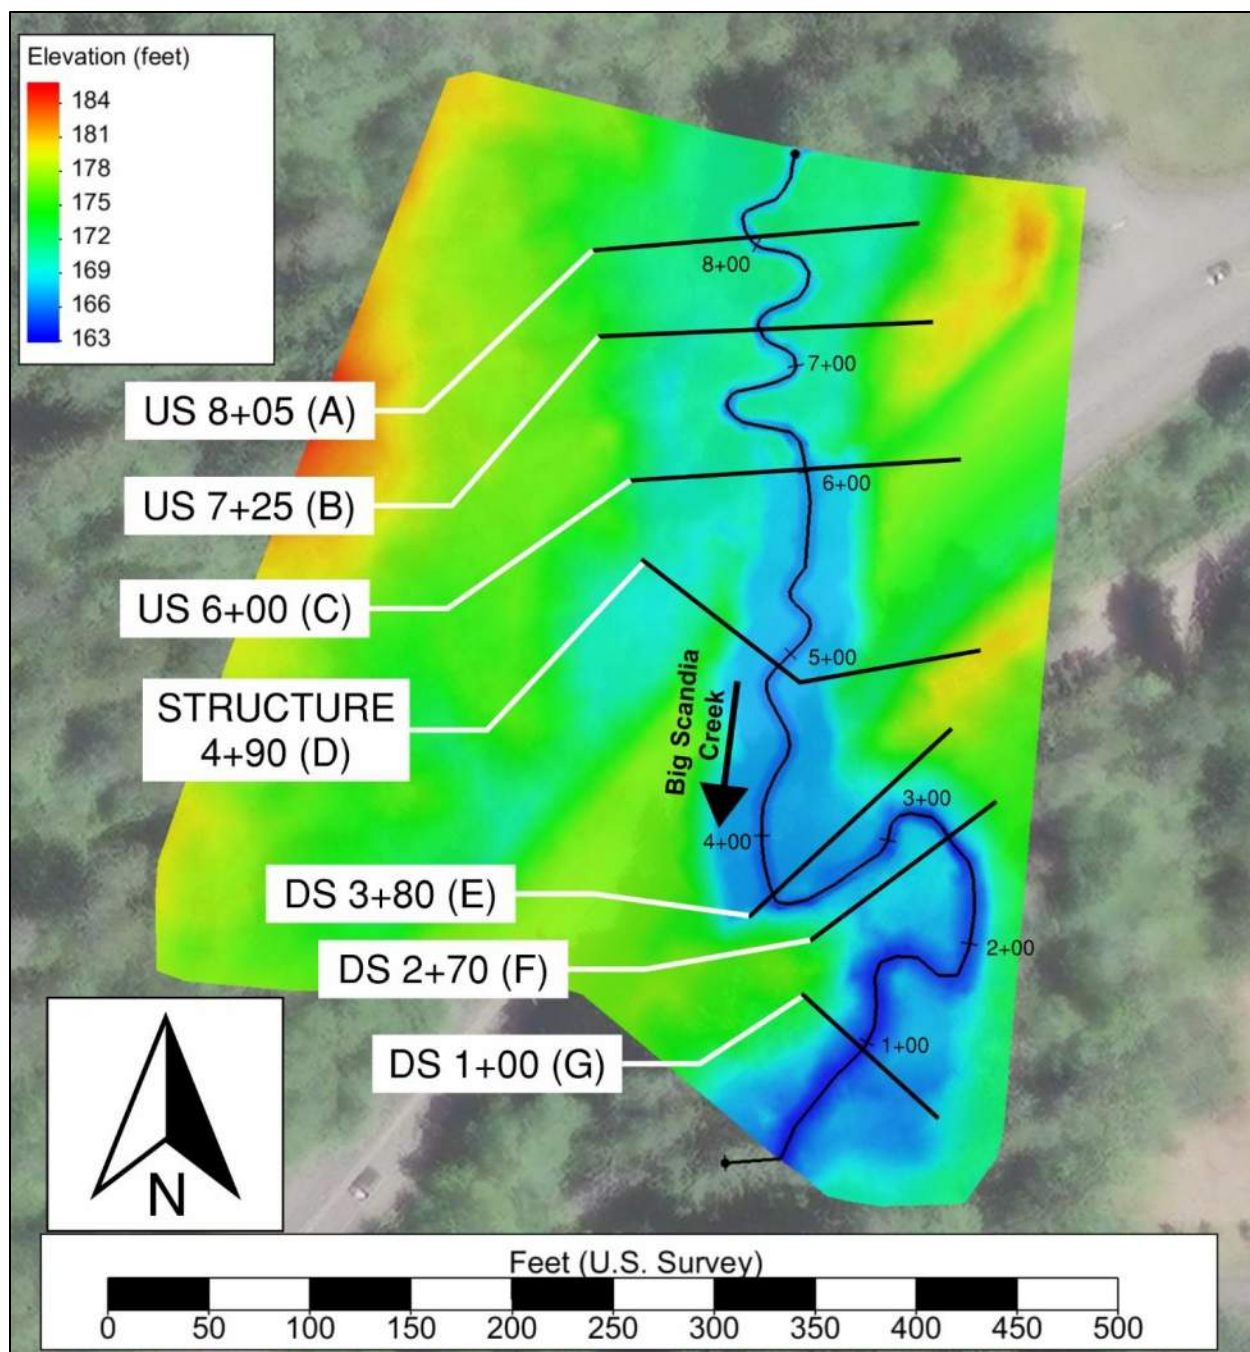 Elevation (feet)
184
181
178
175
172
169
166
163
8+00
7+00
US 8+05 (A)
US 7+25 (B)
6+00
US 6+00 (C)
5+00
STRUCTURE
4+90 (D)
Big Scandia
Creek
3+00
4+00
DS 3+80 (E)
2+00
DS 2+70 (F)
1+00
DS 1+00 (G)
N
Feet (U.S. Survey)
0 50 100 150 200 250 300 350 400 450 500